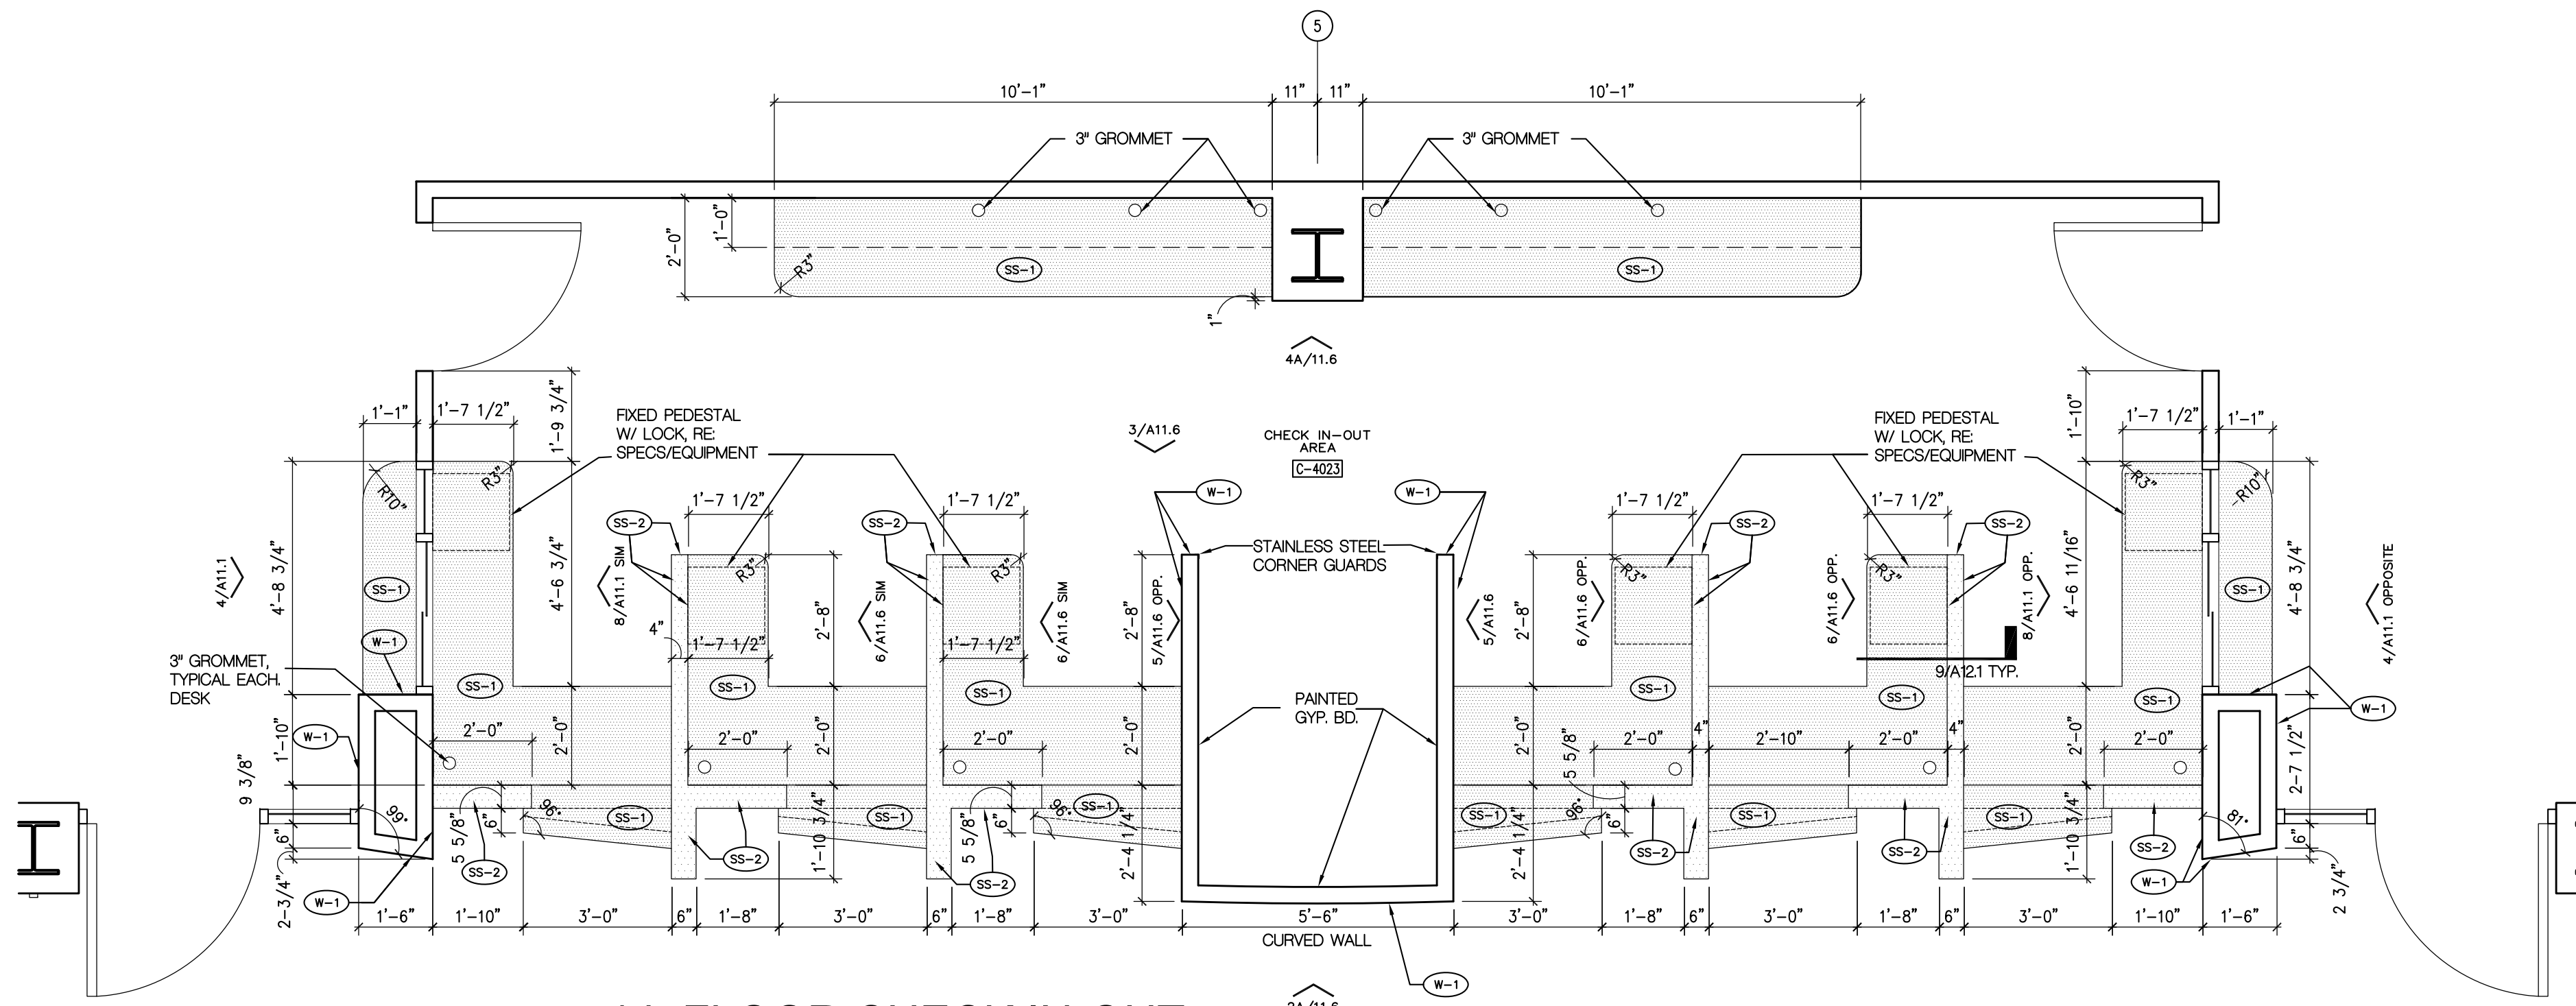 5
10'-1"
11"
11"
10'-1"
3" GROMMET
3" GROMMET
2'-0"
1'-0"
R3"
SS-1
SS-1
1"
4A/11.6
1'-1"
1'-7 1/2"
1'-9 3/4"
FIXED PEDESTAL
W/ LOCK, RE:
SPECS/EQUIPMENT
3/A11.6
CHECK IN-OUT
AREA
C-4023
FIXED PEDESTAL
W/ LOCK, RE:
SPECS/EQUIPMENT
1'-10"
1'-7 1/2"
1'-1"
R10"
R3"
R3"
R10"
W-1
W-1
1'-7 1/2"
1'-7 1/2"
1'-7 1/2"
1'-7 1/2"
SS-2
SS-2
SS-2
SS-2
STAINLESS STEEL
CORNER GUARDS
R3"
R3"
R3"
R3"
4/A11.1
4'-8 3/4"
SS-1
4'-6 3/4"
8/A11.1 SIM
2'-8"
6/A11.6 SIM
6/A11.6 SIM
2'-8"
5/A11.6 OPP.
5/A11.6
2'-8"
6/A11.6 OPP.
6/A11.6 OPP.
8/A11.1 OPP.
4'-6 11/16"
SS-1
4'-8 3/4"
4/A11.1 OPPOSITE
W-1
4"
1'-7 1/2"
1'-7 1/2"
9/A12.1 TYP.
3" GROMMET,
TYPICAL EACH.
DESK
SS-1
SS-1
SS-1
PAINTED
GYP. BD.
SS-1
SS-1
SS-1
W-1
W-1
1'-10"
2'-0"
2'-0"
2'-0"
2'-0"
2'-0"
2'-0"
2'-0"
5 5/8"
2'-0"
4"
2'-10"
2'-0"
4"
2'-0"
2'-0"
2'-7 1/2"
9 3/8"
99°
5 5/8"
6"
96°
SS-1
SS-1
5 5/8"
6"
96°
SS-1
SS-1
96°
6"
SS-1
SS-1
81°
6"
2-3/4"
SS-2
SS-2
1'-10 3/4"
SS-2
2'-4 1/4"
2'-4 1/4"
SS-2
SS-2
1'-10 3/4"
SS-2
W-1
6"
2 3/4"
W-1
1'-6"
1'-10"
3'-0"
6"
1'-8"
3'-0"
6"
1'-8"
3'-0"
5'-6"
3'-0"
1'-8"
6"
3'-0"
1'-8"
6"
3'-0"
1'-10"
1'-6"
CURVED WALL
W-1